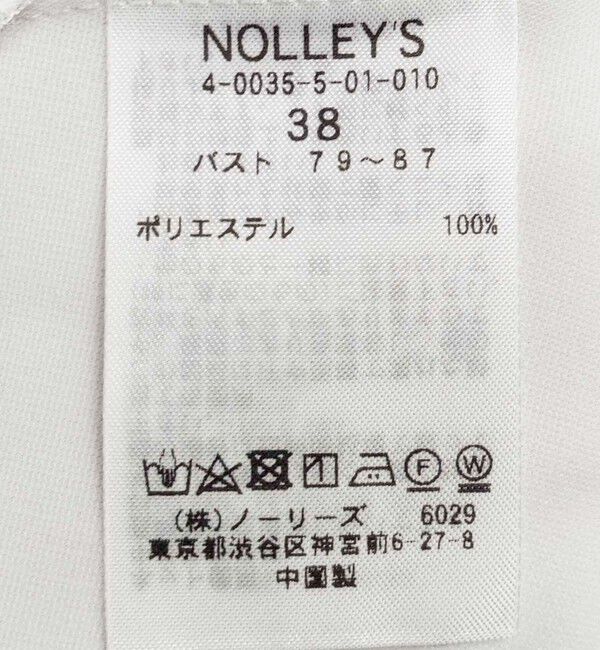 NOLLEY'S
4-0035-5-01-010
38
バスト 79～87
ポリエステル 100%
F W
(株)ノーリーズ 6029
東京都渋谷区神宮前6-27-8
中国製